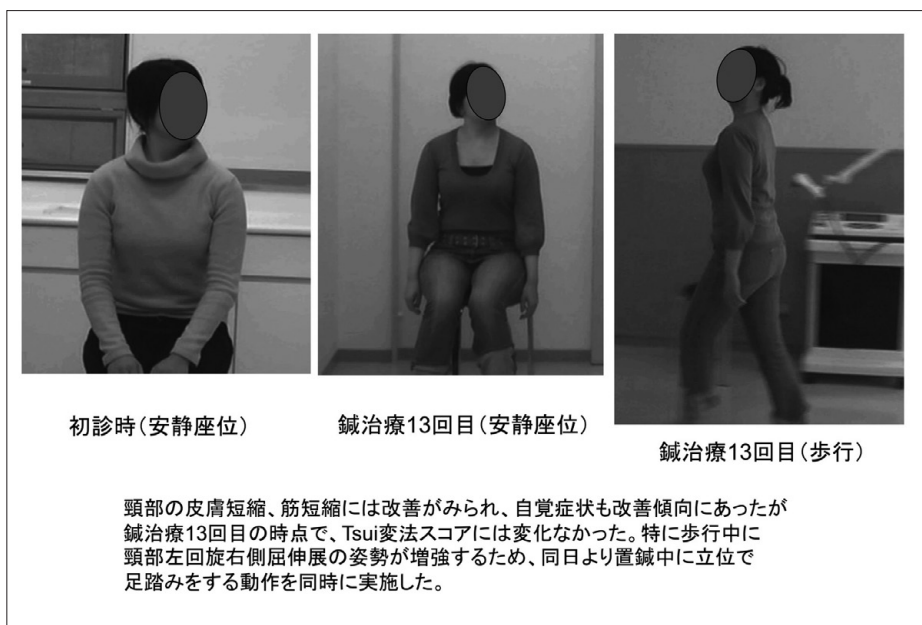 初診時（安静座位）
鍼治療13回目（安静座位）
鍼治療13回目（歩行）
頸部の皮膚短縮、筋短縮には改善がみられ、自覚症状も改善傾向にあったが
鍼治療13回目の時点で、Tsui変法スコアには変化なかった。特に歩行中に
頸部左回旋右側屈伸展の姿勢が増強するため、同日より置鍼中に立位で
足踏みをする動作を同時に実施した。